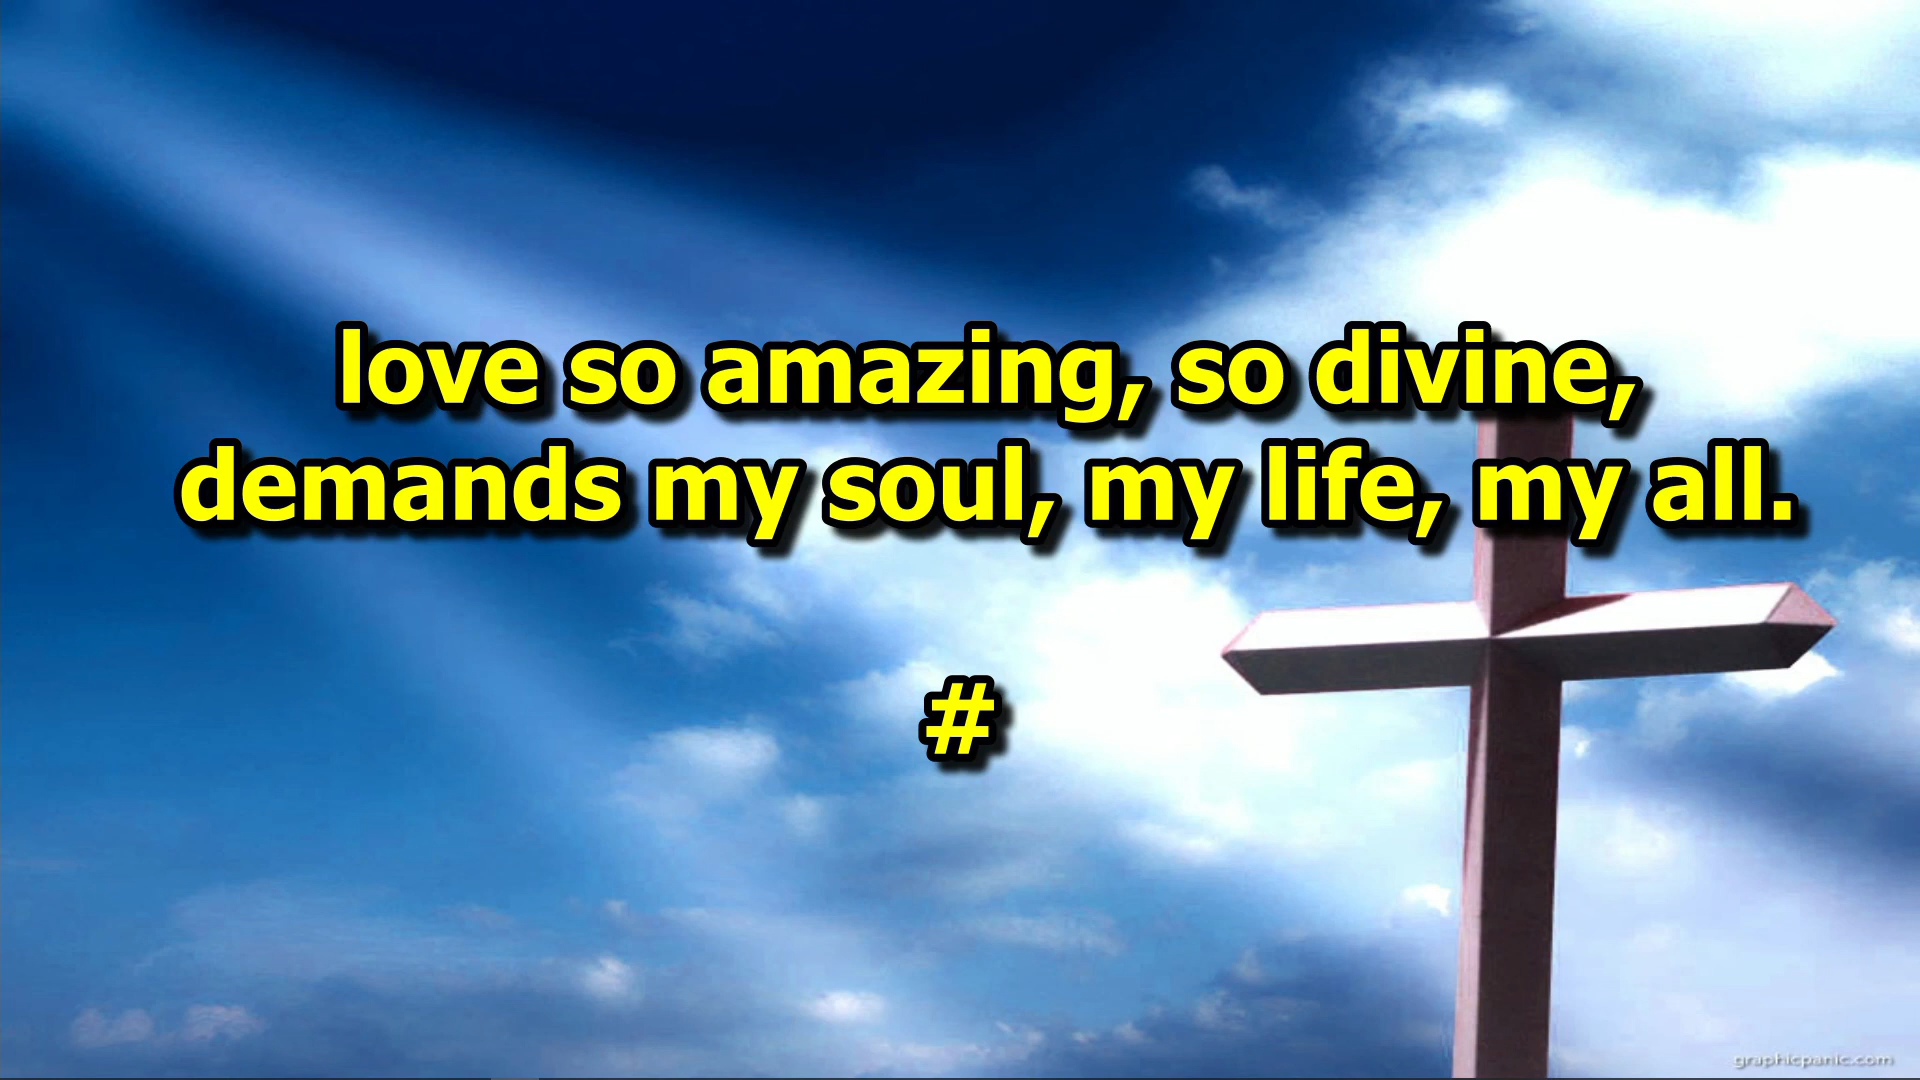 love so amazing, so divine,
demands my soul, my life, my all.
#
graphicpanic.com